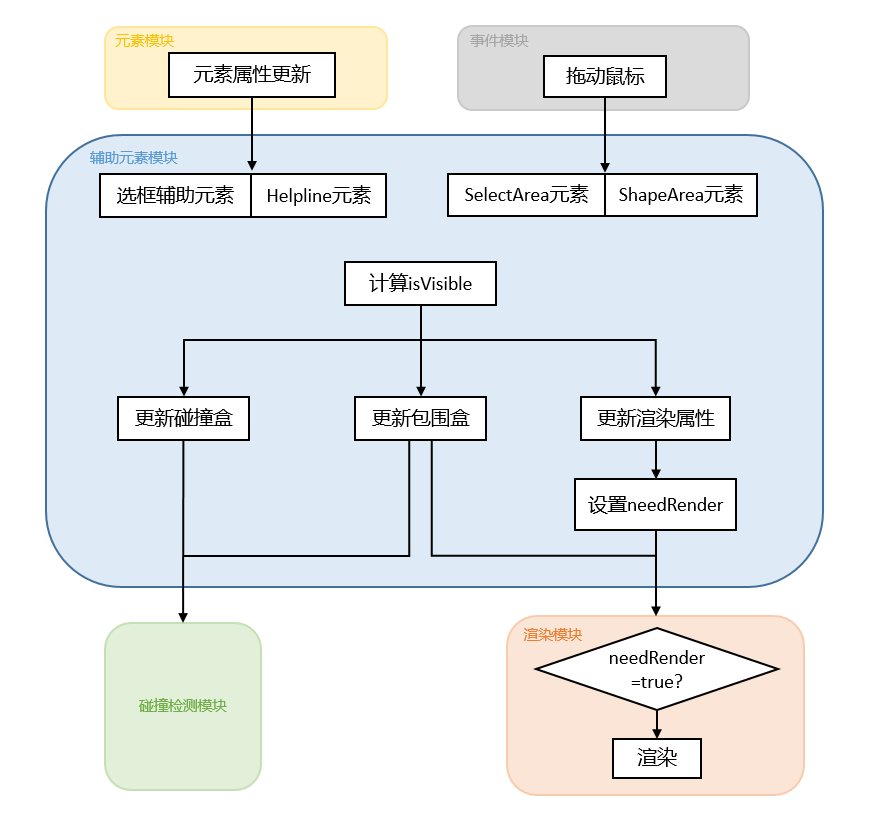 元素模块
元素属性更新
事件模块
拖动鼠标
辅助元素模块
选框辅助元素
Helpline元素
SelectArea元素
ShapeArea元素
计算isVisible
更新碰撞盒
更新包围盒
更新渲染属性
设置needRender
碰撞检测模块
渲染模块
needRender
=true?
渲染